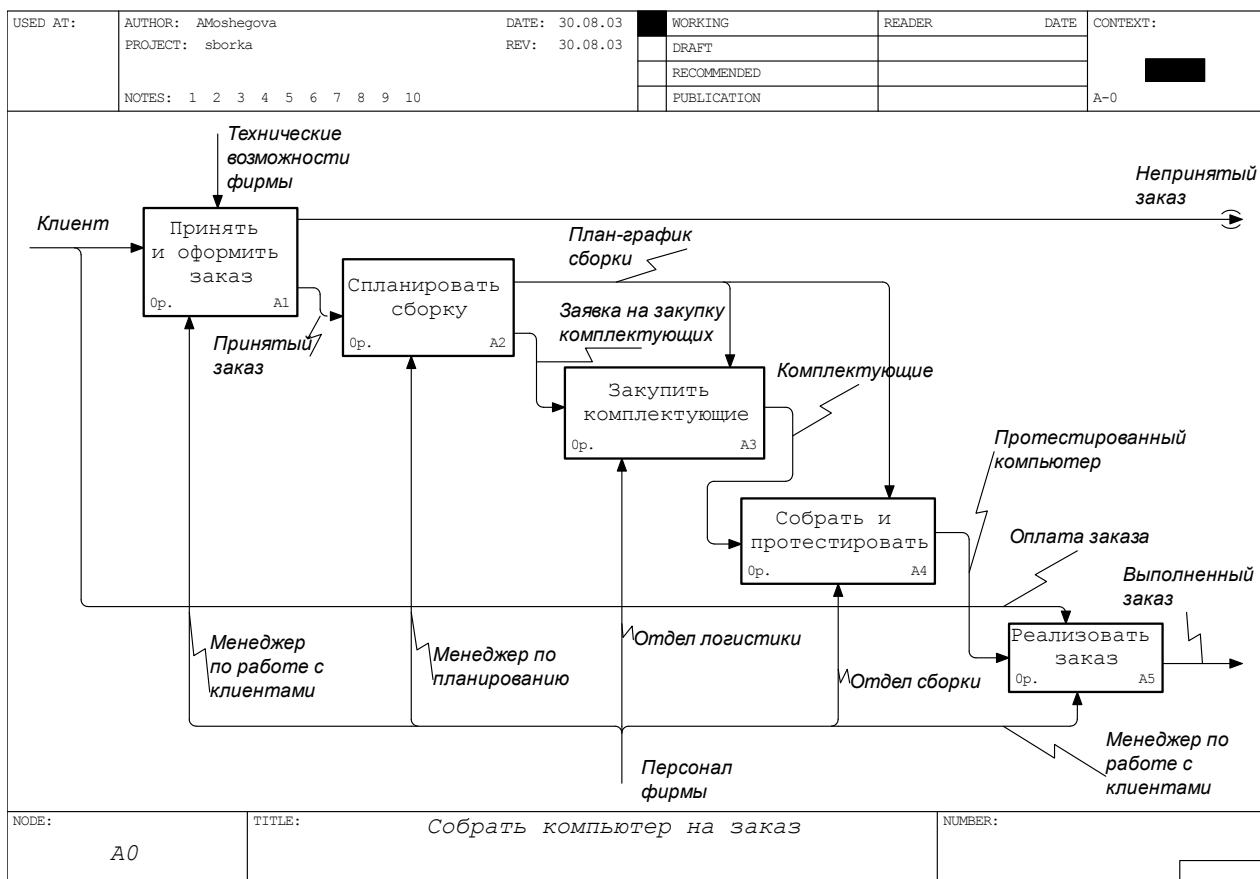 USED AT:
AUTHOR: AMoshegova
DATE: 30.08.03
PROJECT: sborka
REV: 30.08.03
NOTES: 1 2 3 4 5 6 7 8 9 10
WORKING
DRAFT
RECOMMENDED
PUBLICATION
READER
DATE
CONTEXT:
A-0
Технические
возможности
фирмы
Непринятый
заказ
Клиент
Принять
и оформить
заказ
0р.
A1
План-график
сборки
Спланировать
сборку
0р.
A2
Принятый
заказ
Заявка на закупку
комплектующих
Закупить
комплектующие
0р.
A3
Комплектующие
Протестированный
компьютер
Собрать и
протестировать
0р.
A4
Оплата заказа
Выполненный
заказ
Реализовать
заказ
0р.
A5
Менеджер
по работе с
клиентами
Менеджер по
планированию
Отдел логистики
Отдел сборки
Персонал
фирмы
Менеджер по
работе с
клиентами
NODE:
A0
TITLE:
Собрать компьютер на заказ
NUMBER: